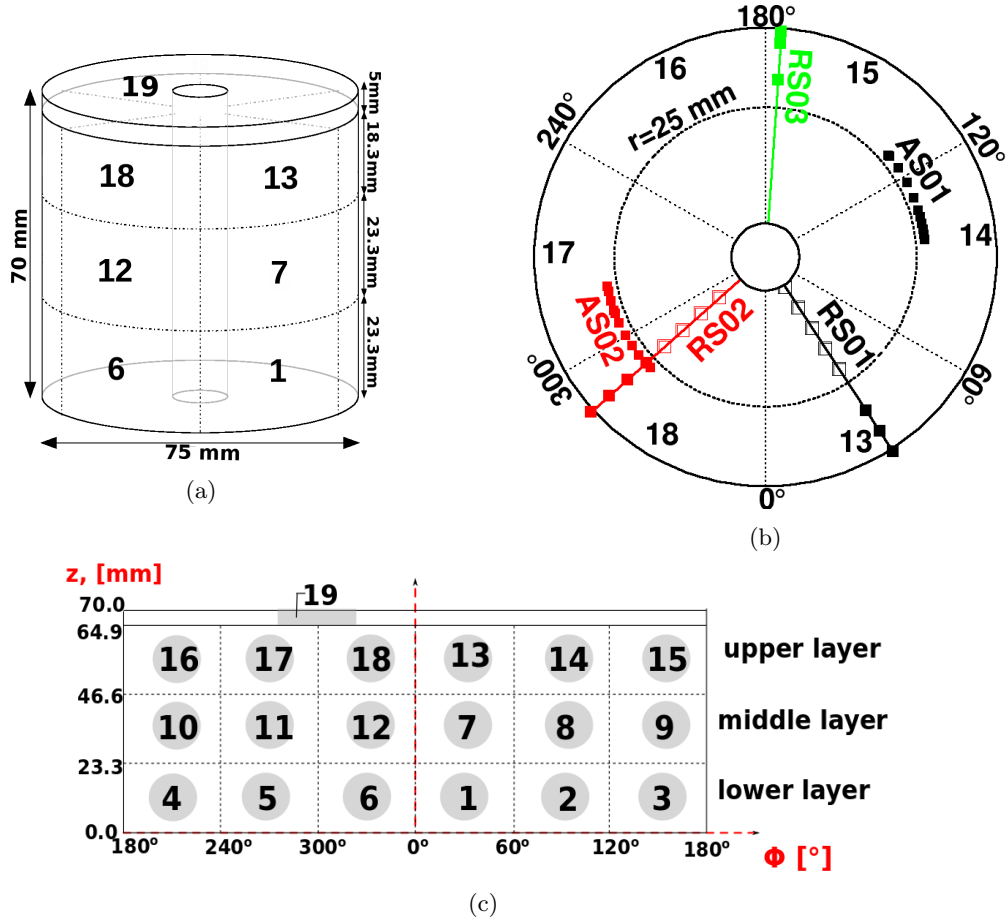 19
5mm
18.3mm
18
13
70 mm
23.3mm
12
7
23.3mm
6
1
75 mm
(a)
180°
16
15
RS03
240°
r=25 mm
120°
AS01
17
14
AS02
RS02
RS01
300°
60°
18
13
0°
(b)
z, [mm]
19
70.0
64.9
16 17 18 13 14 15 upper layer
46.6
10 11 12 7 8 9 middle layer
23.3
4 5 6 1 2 3 lower layer
0.0
180° 240° 300° 0° 60° 120° 180°
Φ [°]
(c)